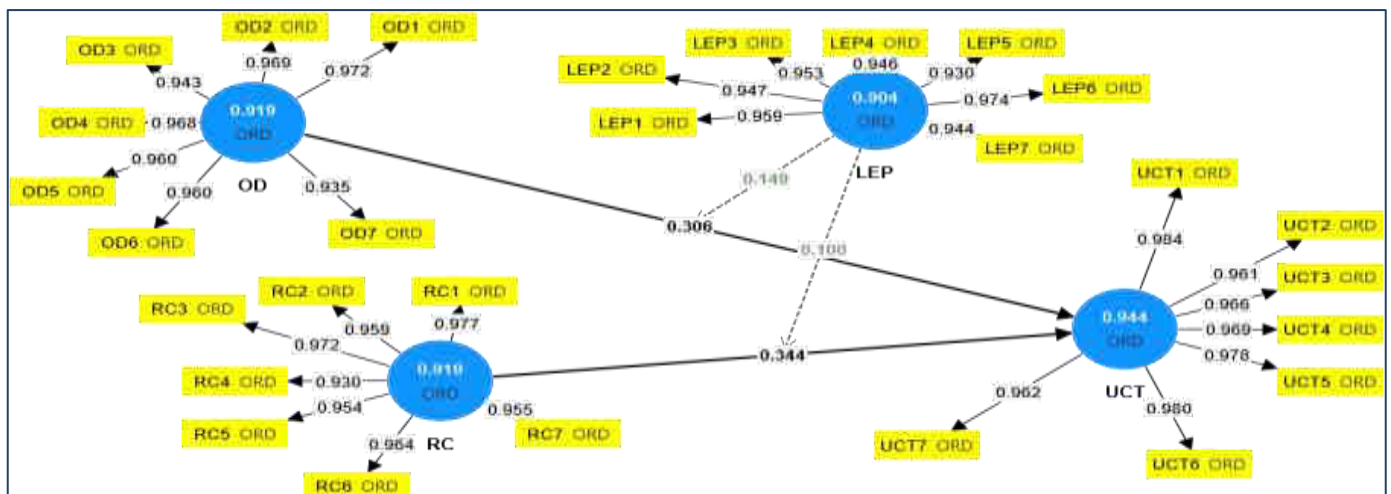 OD2 ORD
OD1 ORD
OD3 ORD
0.969
0.972
0.943
0.919
OD4 ORD
0.968
ORD
0.960
OD5 ORD
0.960
0.935
OD
OD6 ORD
OD7 ORD
LEP3 ORD
LEP4 ORD
LEP5 ORD
0.946
LEP2 ORD
0.953
0.930
LEP6 ORD
0.947
0.904
0.974
LEP1 ORD
0.959
ORD
0.944
LEP7 ORD
LEP
0.149
0.306
UCT1 ORD
0.984
UCT2 ORD
0.961
UCT3 ORD
0.966
0.944
0.969
UCT4 ORD
ORD
0.978
UCT5 ORD
UCT
0.962
0.980
UCT7 ORD
UCT6 ORD
RC2 ORD
RC1 ORD
RC3 ORD
0.959
0.977
0.972
0.344
0.919
RC4 ORD
0.930
ORD
0.954
0.955
RC5 ORD
RC7 ORD
0.964
RC
RC6 ORD